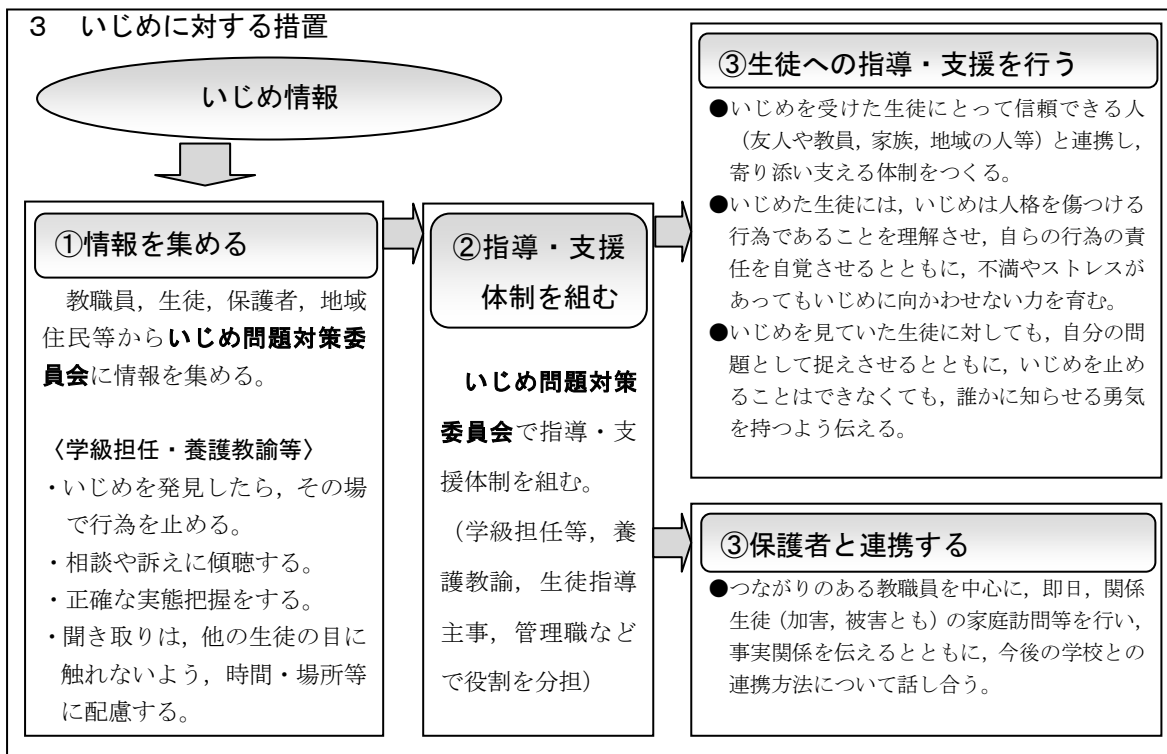 3 いじめに対する措置
いじめ情報
①情報を集める
教職員，生徒，保護者，地域
住民等からいじめ問題対策委
員会に情報を集める。
〈学級担任・養護教諭等〉
・いじめを発見したら，その場
で行為を止める。
・相談や訴えに傾聴する。
・正確な実態把握をする。
・聞き取りは，他の生徒の目に
触れないよう，時間・場所等
に配慮する。
②指導・支援
体制を組む
いじめ問題対策
委員会で指導・支
援体制を組む。
（学級担任等，養
護教諭，生徒指導
主事，管理職など
で役割を分担）
③生徒への指導・支援を行う
●いじめを受けた生徒にとって信頼できる人
（友人や教員，家族，地域の人等）と連携し，
寄り添い支える体制をつくる。
●いじめた生徒には，いじめは人格を傷つける
行為であることを理解させ，自らの行為の責
任を自覚させるとともに，不満やストレスが
あってもいじめに向かわせない力を育む。
●いじめを見ていた生徒に対しても，自分の問
題として捉えさせるとともに，いじめを止め
ることはできなくても，誰かに知らせる勇気
を持つよう伝える。
③保護者と連携する
●つながりのある教職員を中心に，即日，関係
生徒（加害，被害とも）の家庭訪問等を行い，
事実関係を伝えるとともに，今後の学校との
連携方法について話し合う。